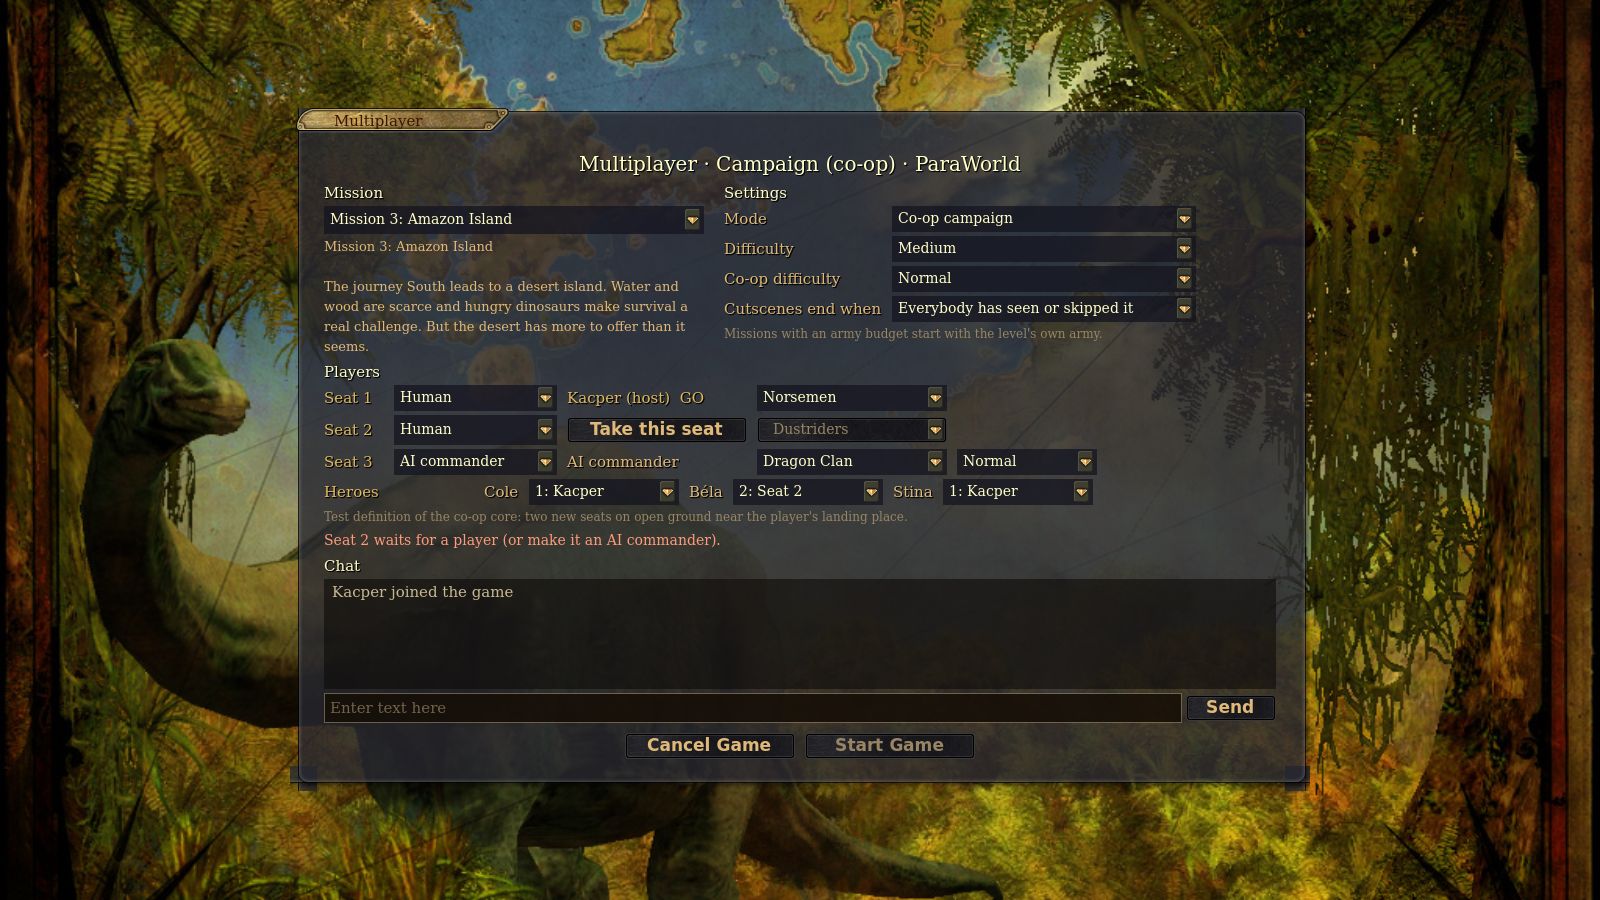 Multiplayer
Multiplayer · Campaign (co-op) · ParaWorld
Mission
Mission 3: Amazon Island
Mission 3: Amazon Island
The journey South leads to a desert island. Water and
wood are scarce and hungry dinosaurs make survival a
real challenge. But the desert has more to offer than it
seems.
Settings
Mode Co-op campaign
Difficulty Medium
Co-op difficulty Normal
Cutscenes end when Everybody has seen or skipped it
Missions with an army budget start with the level's own army.
Players
Seat 1 Human Kacper (host) GO Norsemen
Seat 2 Human Take this seat Dustriders
Seat 3 AI commander AI commander Dragon Clan Normal
Heroes Cole 1: Kacper Béla 2: Seat 2 Stina 1: Kacper
Test definition of the co-op core: two new seats on open ground near the player's landing place.
Seat 2 waits for a player (or make it an AI commander).
Chat
Kacper joined the game
Enter text here Send
Cancel Game Start Game